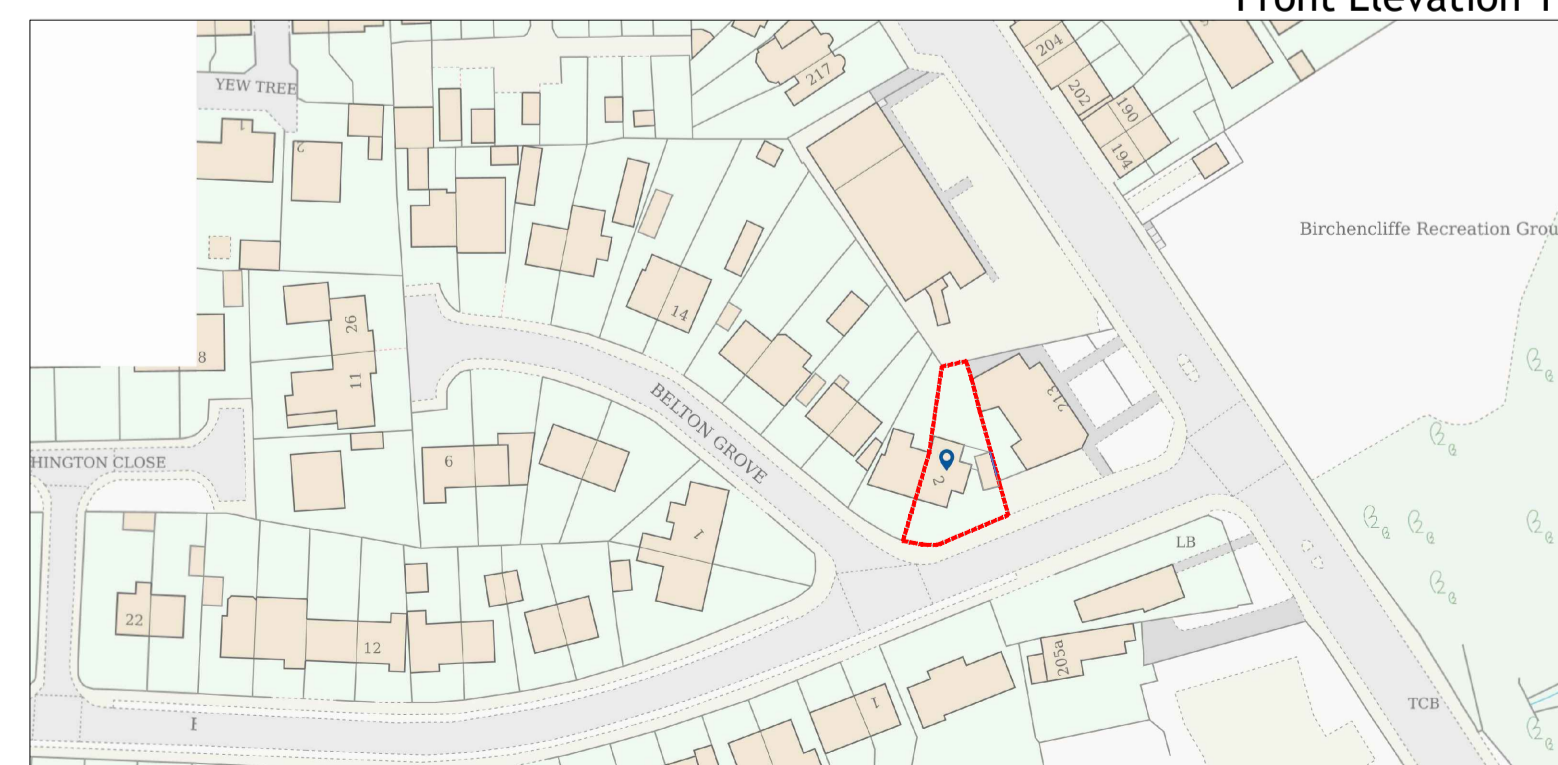 Front Elevation 1
YEW TREE
217
204
202
190
194
1
2
Birchencliffe Recreation Grou
14
26
11
8
213
BELTON GROVE
6
2
HINGTON CLOSE
1
LB
22
12
205a
1
TCB